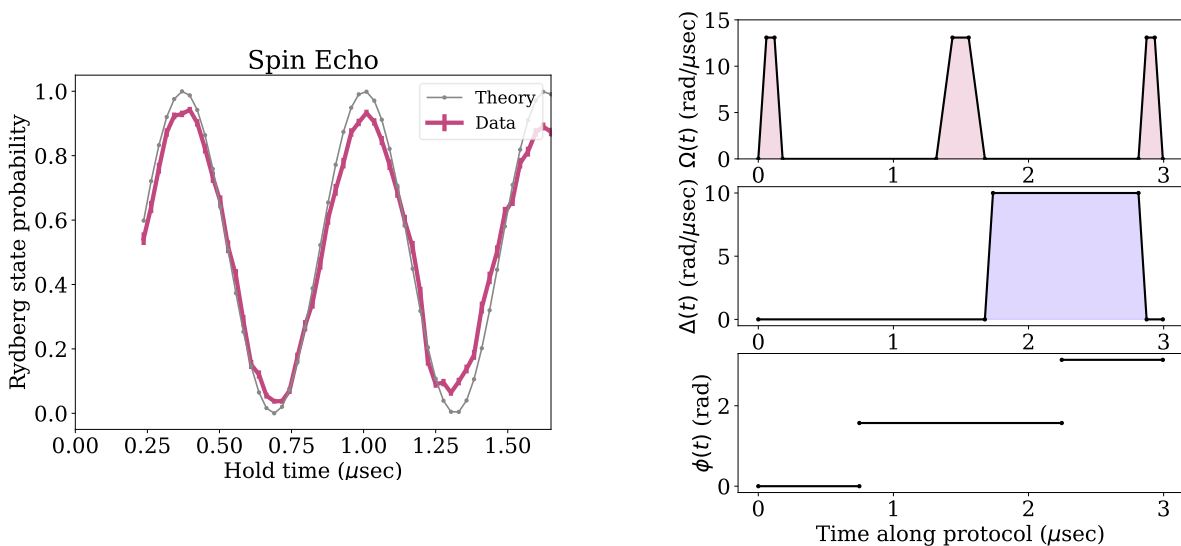 Spin Echo
Rydberg state probability
1.0
0.8
0.6
0.4
0.2
0.0
0.00 0.25 0.50 0.75 1.00 1.25 1.50
Hold time (μsec)
Theory
Data
Ω(t) (rad/μsec)
15
10
5
0
0 1 2 3
Δ(t) (rad/μsec)
10
5
0
0 1 2 3
ϕ(t) (rad)
2
0
0 1 2 3
Time along protocol (μsec)